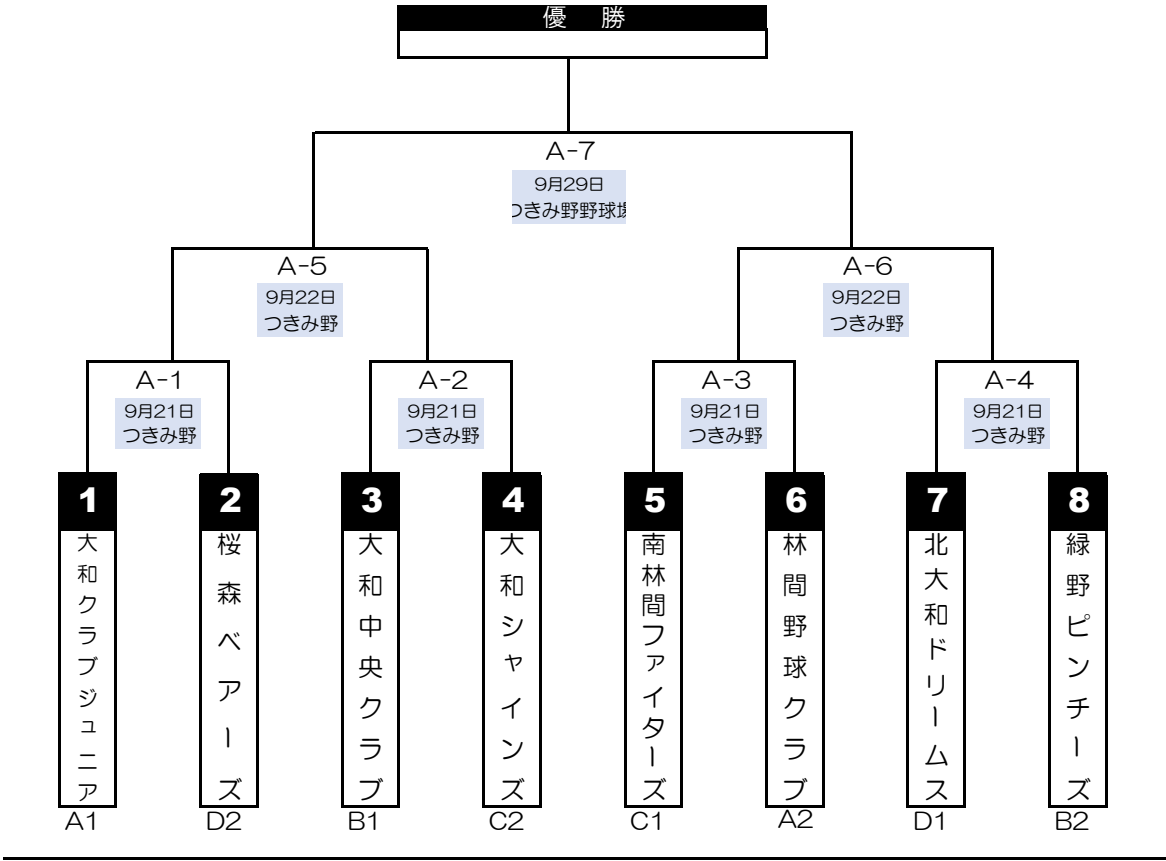 優 勝
A-7
9月29日
つきみ野野球場
A-5
9月22日
つきみ野
A-6
9月22日
つきみ野
A-1
9月21日
つきみ野
A-2
9月21日
つきみ野
A-3
9月21日
つきみ野
A-4
9月21日
つきみ野
1
2
3
4
5
6
7
8
大和クラブジュニア
桜森ベアーズ
大和中央クラブ
大和シャインズ
南林間ファイターズ
林間野球クラブ
北大和ドリームス
緑野ピンチーズ
A1
D2
B1
C2
C1
A2
D1
B2